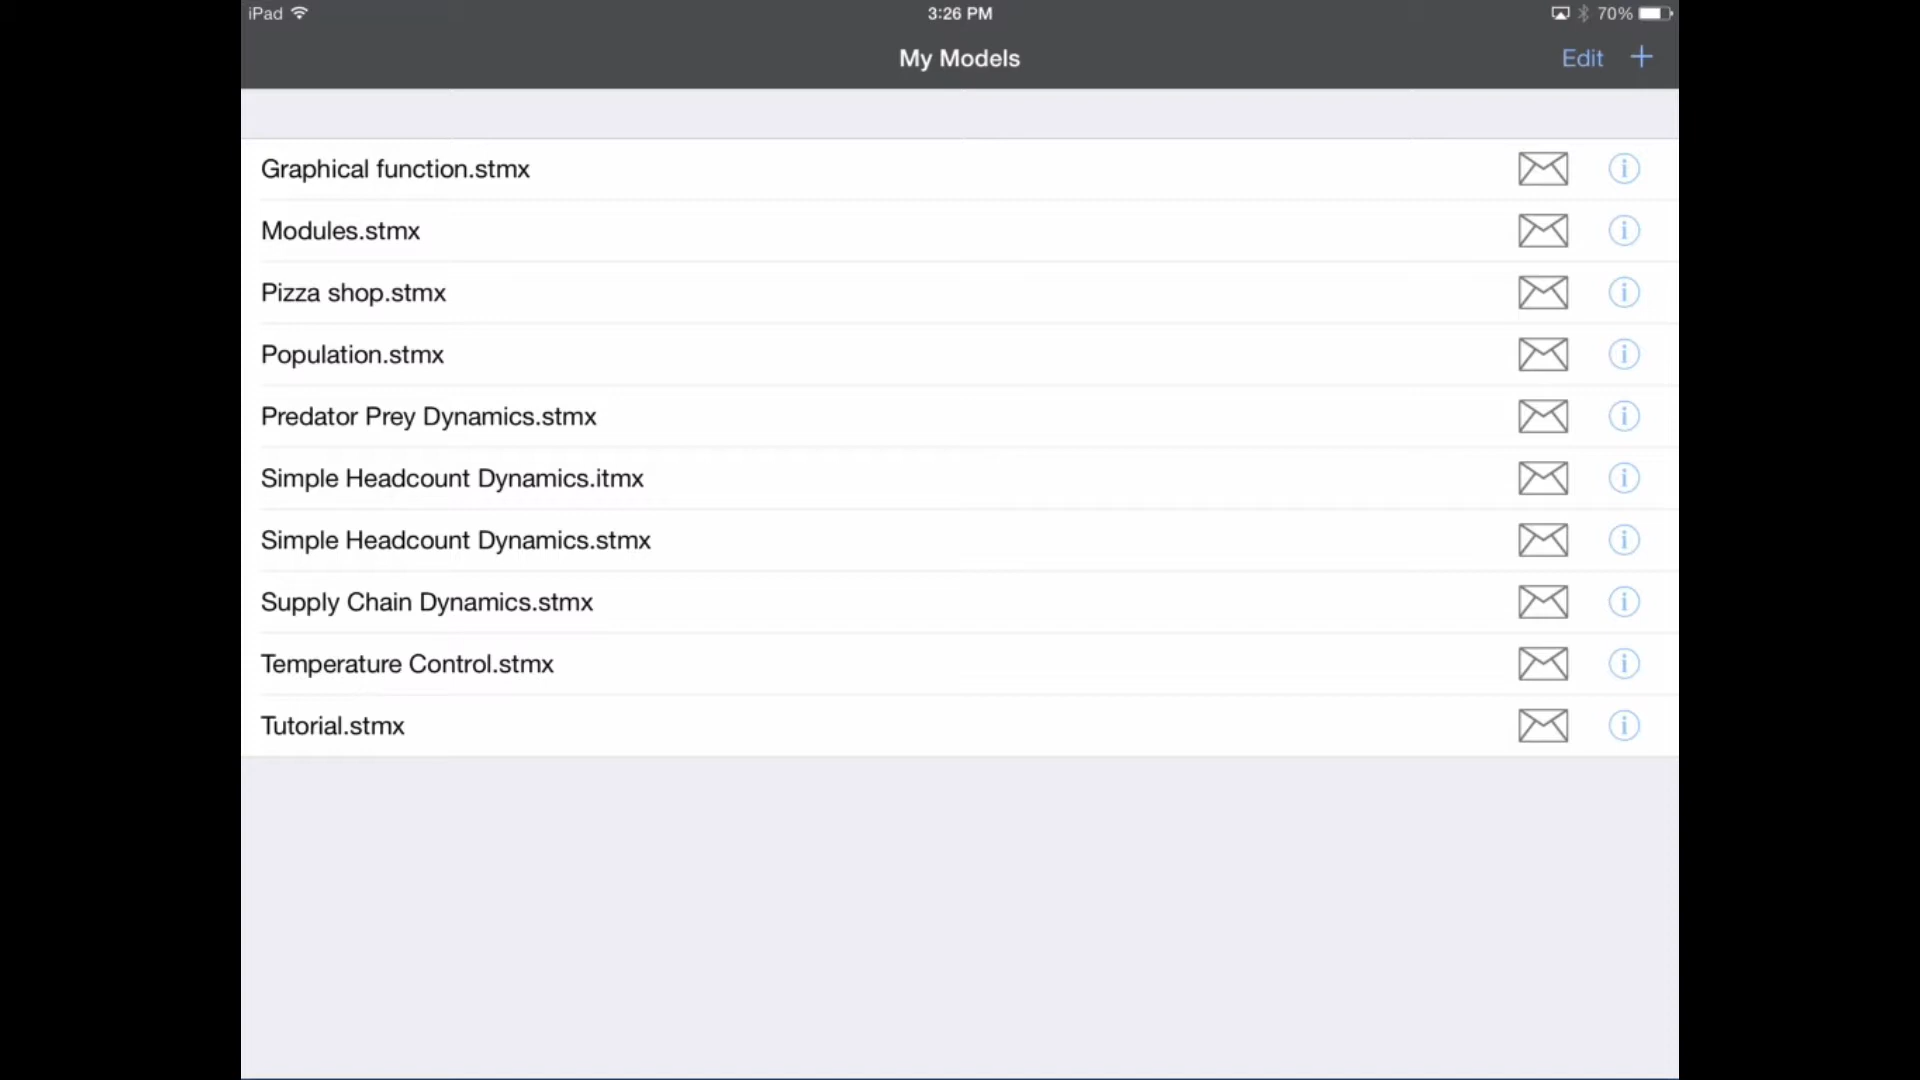 iPad
3:26 PM
70%
My Models
Edit
Graphical function.stmx
Modules.stmx
Pizza shop.stmx
Population.stmx
Predator Prey Dynamics.stmx
Simple Headcount Dynamics.itmx
Simple Headcount Dynamics.stmx
Supply Chain Dynamics.stmx
Temperature Control.stmx
Tutorial.stmx